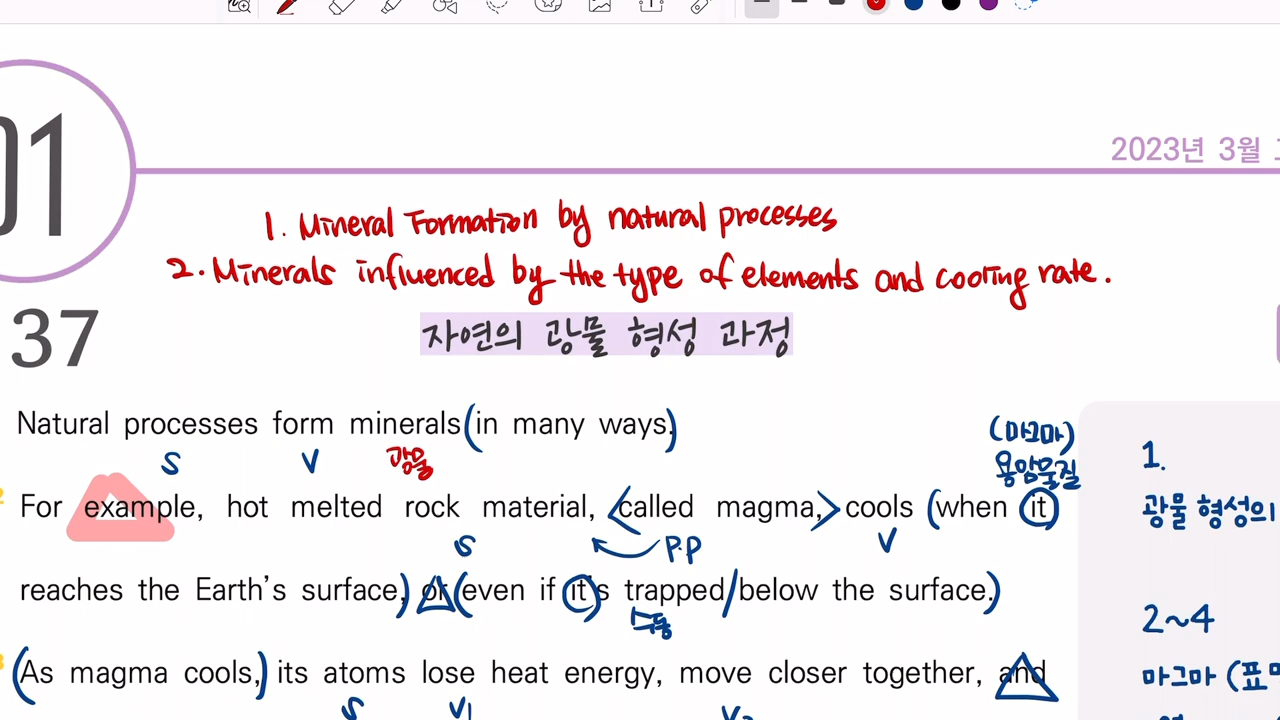 01
2023년 3월
1. Mineral Formation by natural processes
2. Minerals influenced by the type of elements and cooling rate.
37
자연의 광물 형성 과정
Natural processes form minerals (in many ways.)
S V 광물
(마그마)
용암물질
1.
For example, hot melted rock material, <called magma,> cools (when it)
광물 형성의
S P.P V
reaches the Earth's surface,) or (even if it's trapped/below the surface.)
수동
2~4
(As magma cools,) its atoms lose heat energy, move closer together, and
마그마 (표면
S V1 V2